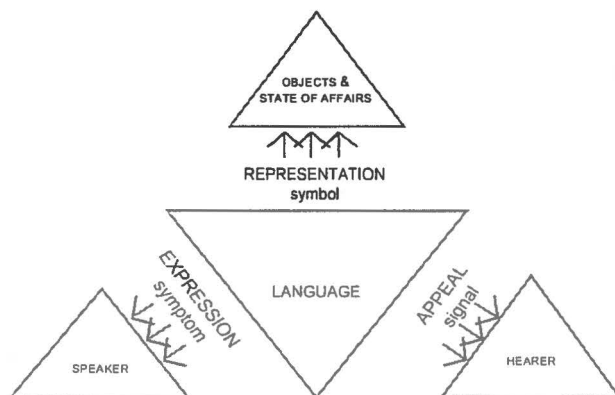 OBJECTS &
STATE OF AFFAIRS
REPRESENTATION
symbol
EXPRESSION
symptom
LANGUAGE
APPEAL
signal
SPEAKER
HEARER